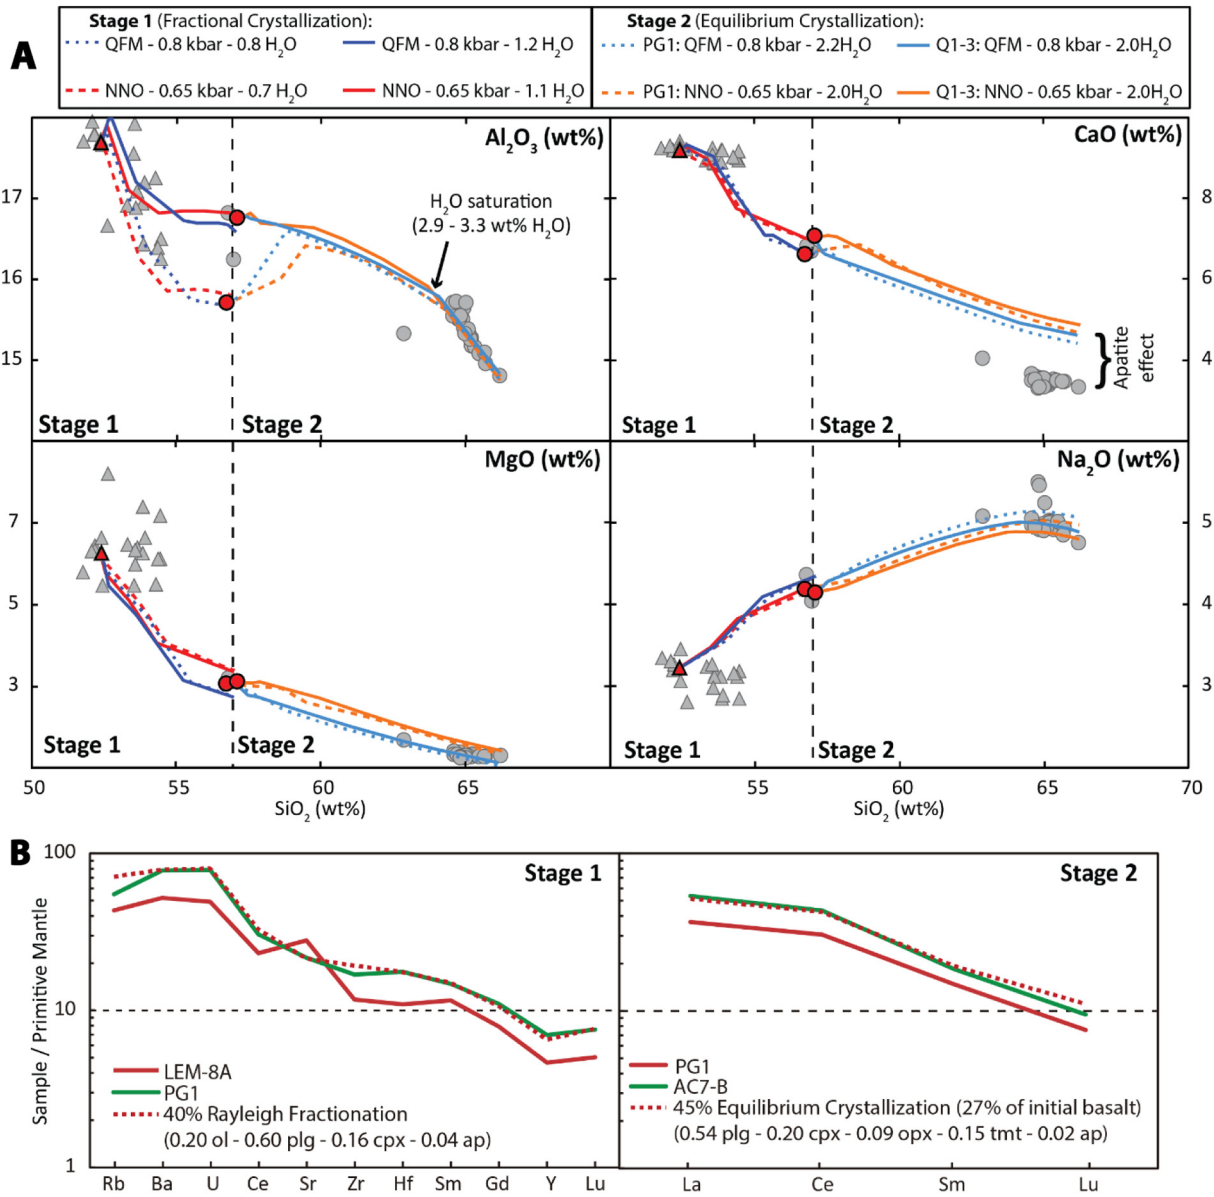 A
Stage 1 (Fractional Crystallization):
QFM - 0.8 kbar - 0.8 H₂O
QFM - 0.8 kbar - 1.2 H₂O
NNO - 0.65 kbar - 0.7 H₂O
NNO - 0.65 kbar - 1.1 H₂O
Stage 2 (Equilibrium Crystallization):
PG1: QFM - 0.8 kbar - 2.2H₂O
Q1-3: QFM - 0.8 kbar - 2.0H₂O
PG1: NNO - 0.65 kbar - 2.0H₂O
Q1-3: NNO - 0.65 kbar - 2.0H₂O
Al₂O₃ (wt%)
17
16
15
H₂O saturation
(2.9 - 3.3 wt% H₂O)
Stage 1
Stage 2
CaO (wt%)
8
6
4
Apatite
effect
Stage 1
Stage 2
MgO (wt%)
7
5
3
Stage 1
Stage 2
50
55
60
65
SiO₂ (wt%)
Na₂O (wt%)
5
4
3
Stage 1
Stage 2
55
60
65
70
SiO₂ (wt%)
B
Sample / Primitive Mantle
100
10
1
Stage 1
LEM-8A
PG1
40% Rayleigh Fractionation
(0.20 ol - 0.60 plg - 0.16 cpx - 0.04 ap)
Rb Ba U Ce Sr Zr Hf Sm Gd Y Lu
Stage 2
PG1
AC7-B
45% Equilibrium Crystallization (27% of initial basalt)
(0.54 plg - 0.20 cpx - 0.09 opx - 0.15 tmt - 0.02 ap)
La Ce Sm Lu